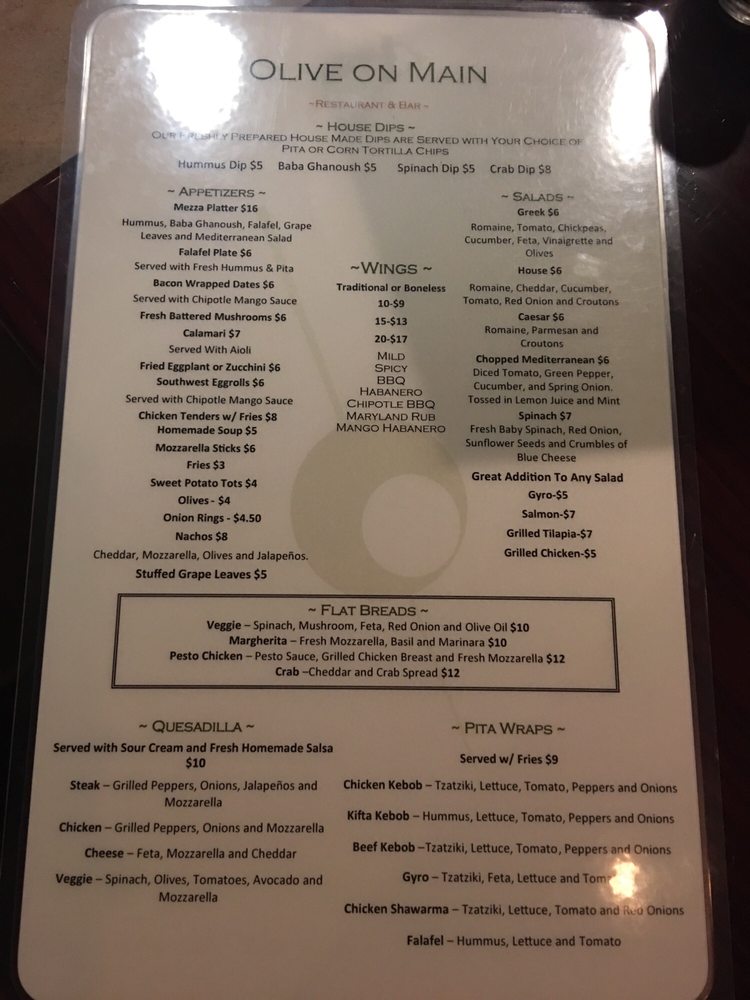 OLIVE ON MAIN
~RESTAURANT & BAR~
~ HOUSE DIPS ~
OUR FRESHLY PREPARED HOUSE MADE DIPS ARE SERVED WITH YOUR CHOICE OF
PITA OR CORN TORTILLA CHIPS
Hummus Dip $5 Baba Ghanoush $5 Spinach Dip $5 Crab Dip $8
~ APPETIZERS ~
Mezza Platter $16
Hummus, Baba Ghanoush, Falafel, Grape
Leaves and Mediterranean Salad
Falafel Plate $6
Served with Fresh Hummus & Pita
Bacon Wrapped Dates $6
Served with Chipotle Mango Sauce
Fresh Battered Mushrooms $6
Calamari $7
Served With Aioli
Fried Eggplant or Zucchini $6
Southwest Eggrolls $6
Served with Chipotle Mango Sauce
Chicken Tenders w/ Fries $8
Homemade Soup $5
Mozzarella Sticks $6
Fries $3
Sweet Potato Tots $4
Olives - $4
Onion Rings - $4.50
Nachos $8
Cheddar, Mozzarella, Olives and Jalapeños.
Stuffed Grape Leaves $5
~WINGS ~
Traditional or Boneless
10-$9
15-$13
20-$17
MILD
SPICY
BBQ
HABANERO
CHIPOTLE BBQ
MARYLAND RUB
MANGO HABANERO
~ SALADS ~
Greek $6
Romaine, Tomato, Chickpeas,
Cucumber, Feta, Vinaigrette and
Olives
House $6
Romaine, Cheddar, Cucumber,
Tomato, Red Onion and Croutons
Caesar $6
Romaine, Parmesan and
Croutons
Chopped Mediterranean $6
Diced Tomato, Green Pepper,
Cucumber, and Spring Onion.
Tossed in Lemon Juice and Mint
Spinach $7
Fresh Baby Spinach, Red Onion,
Sunflower Seeds and Crumbles of
Blue Cheese
Great Addition To Any Salad
Gyro-$5
Salmon-$7
Grilled Tilapia-$7
Grilled Chicken-$5
~ FLAT BREADS ~
Veggie – Spinach, Mushroom, Feta, Red Onion and Olive Oil $10
Margherita – Fresh Mozzarella, Basil and Marinara $10
Pesto Chicken – Pesto Sauce, Grilled Chicken Breast and Fresh Mozzarella $12
Crab –Cheddar and Crab Spread $12
~ QUESADILLA ~
Served with Sour Cream and Fresh Homemade Salsa
$10
Steak – Grilled Peppers, Onions, Jalapeños and
Mozzarella
Chicken – Grilled Peppers, Onions and Mozzarella
Cheese – Feta, Mozzarella and Cheddar
Veggie – Spinach, Olives, Tomatoes, Avocado and
Mozzarella
~ PITA WRAPS ~
Served w/ Fries $9
Chicken Kebob – Tzatziki, Lettuce, Tomato, Peppers and Onions
Kifta Kebob – Hummus, Lettuce, Tomato, Peppers and Onions
Beef Kebob –Tzatziki, Lettuce, Tomato, Peppers and Onions
Gyro – Tzatziki, Feta, Lettuce and
Chicken Shawarma – Tzatziki, Lettuce, Tomato and Red Onions
Falafel – Hummus, Lettuce and Tomato